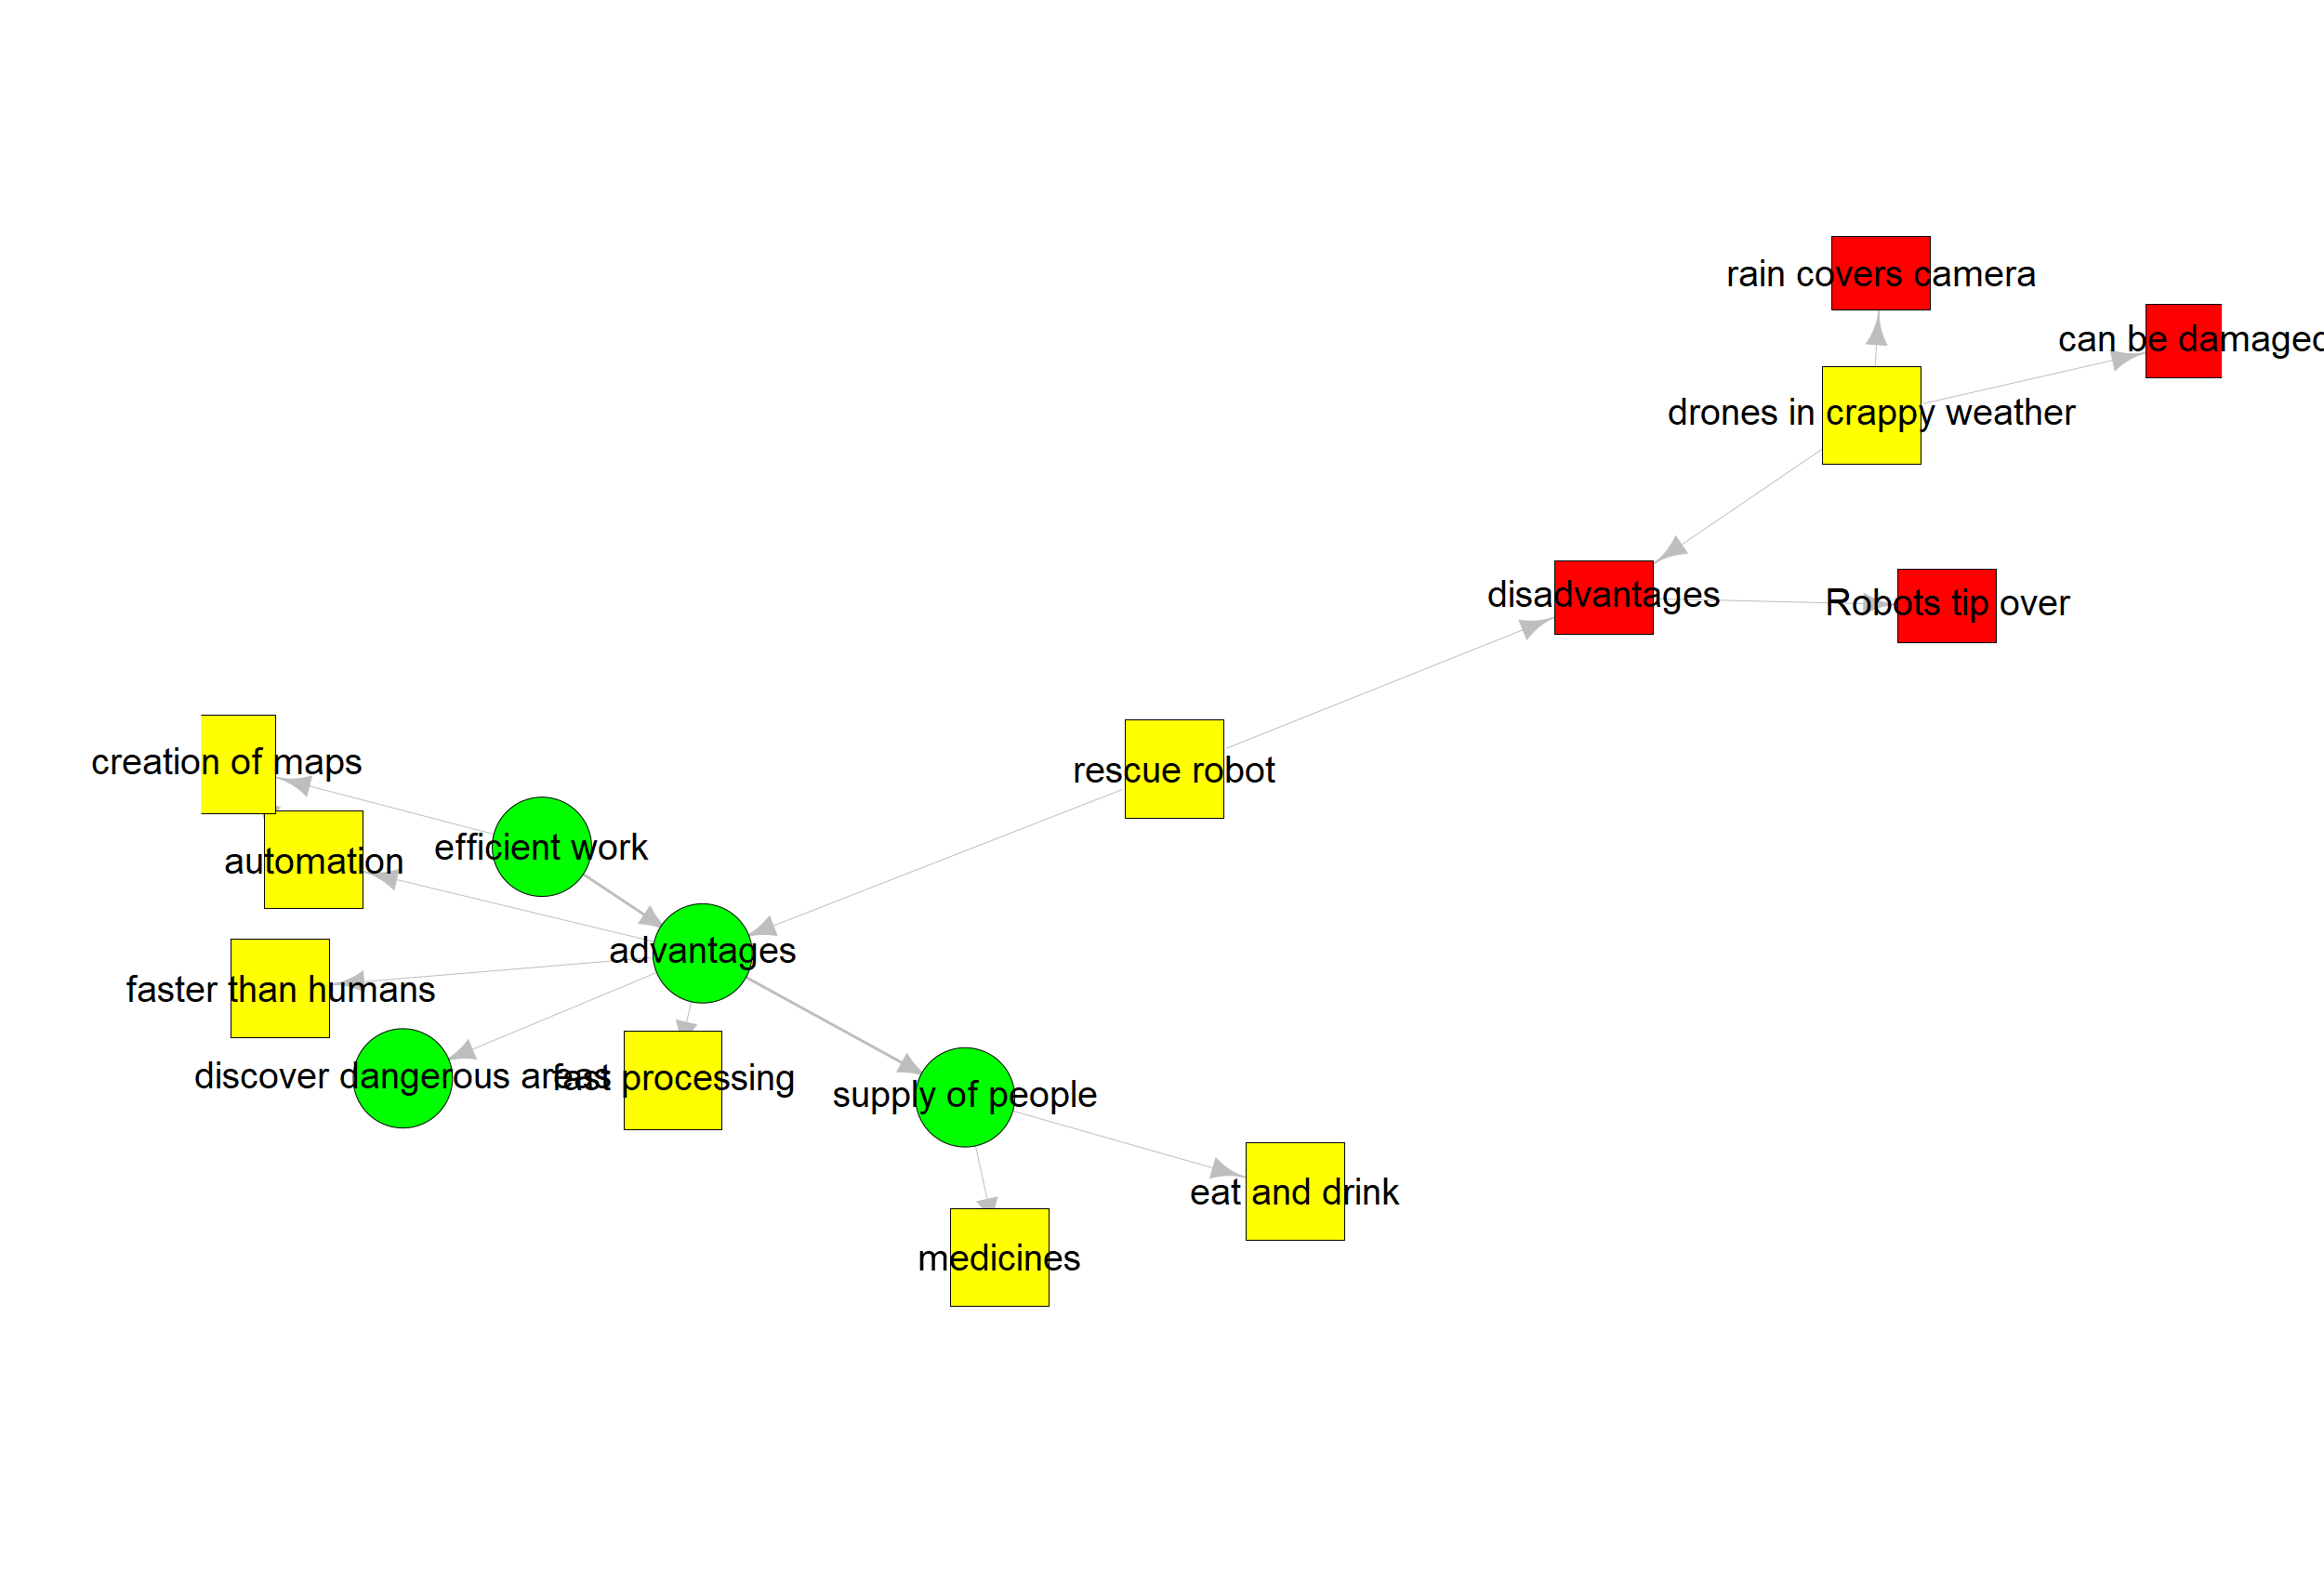 rain covers camera
can be damaged
drones in crappy weather
disadvantages
Robots tip over
creation of maps
rescue robot
efficient work
automation
advantages
faster than humans
discover dangerous areas
fast processing
supply of people
eat and drink
medicines